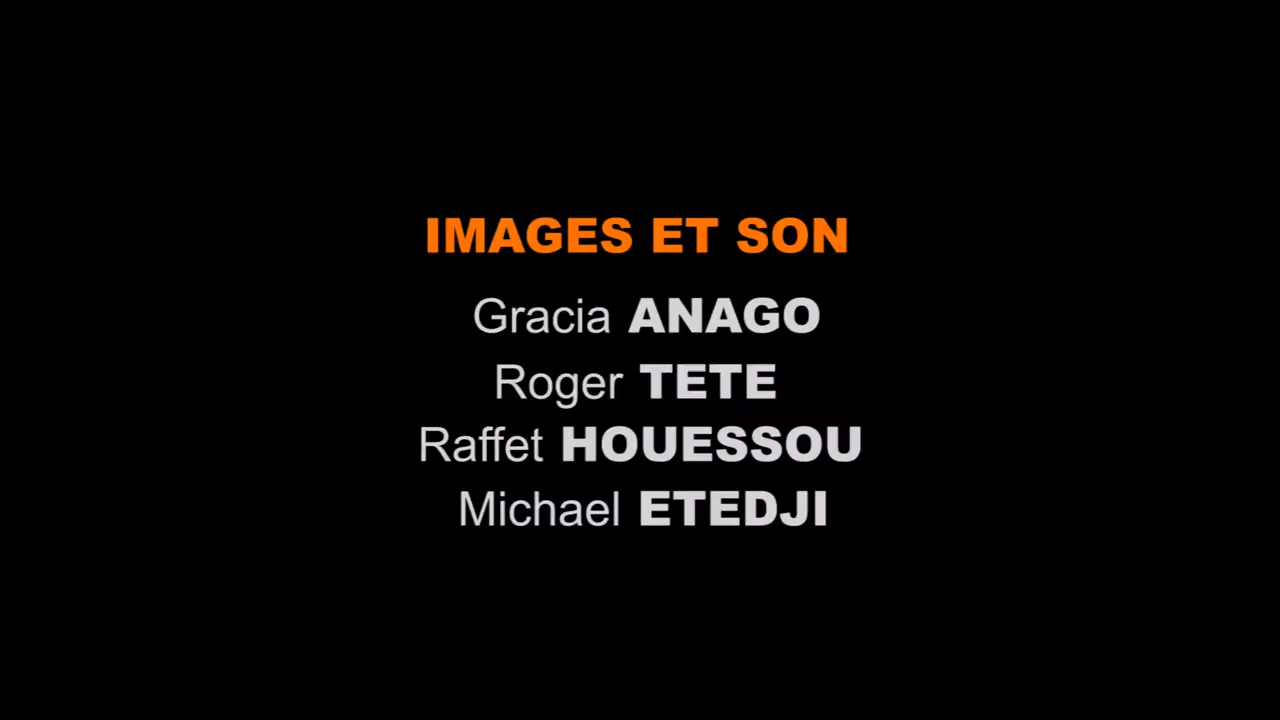 IMAGES ET SON
Gracia ANAGO
Roger TETE
Raffet HOUESSOU
Michael ETEDJI